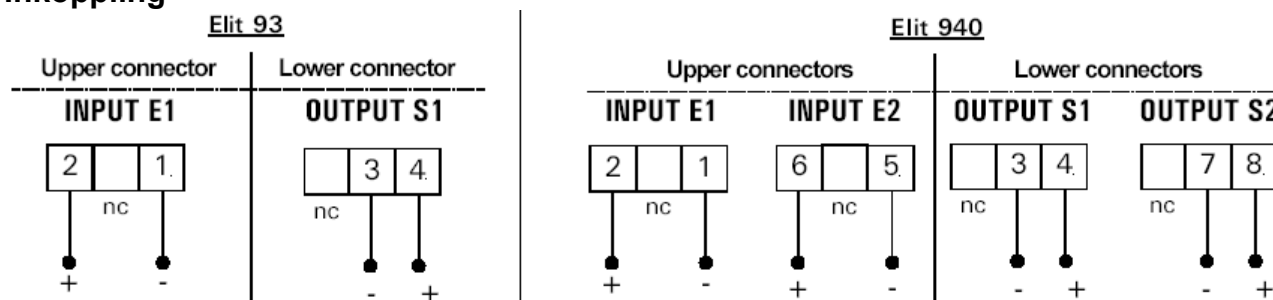 Inkoppling
Elit 93
Elit 940
Upper connector Lower connector
Upper connectors Lower connectors
INPUT E1 OUTPUT S1
INPUT E1 INPUT E2 OUTPUT S1 OUTPUT S2
2 1. 3 4.
2 1 6 5. 3 4. 7 8.
nc nc
nc nc nc nc
+ - - +
+ - + - - + - +